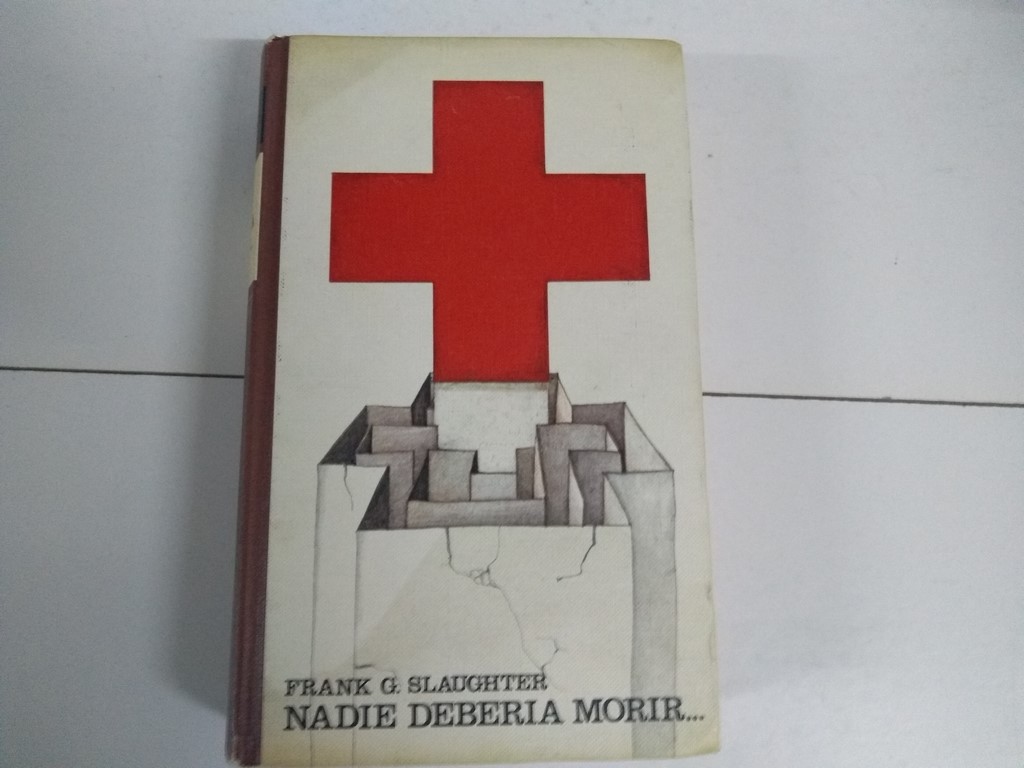 FRANK G. SLAUGHTER
NADIE DEBERIA MORIR...